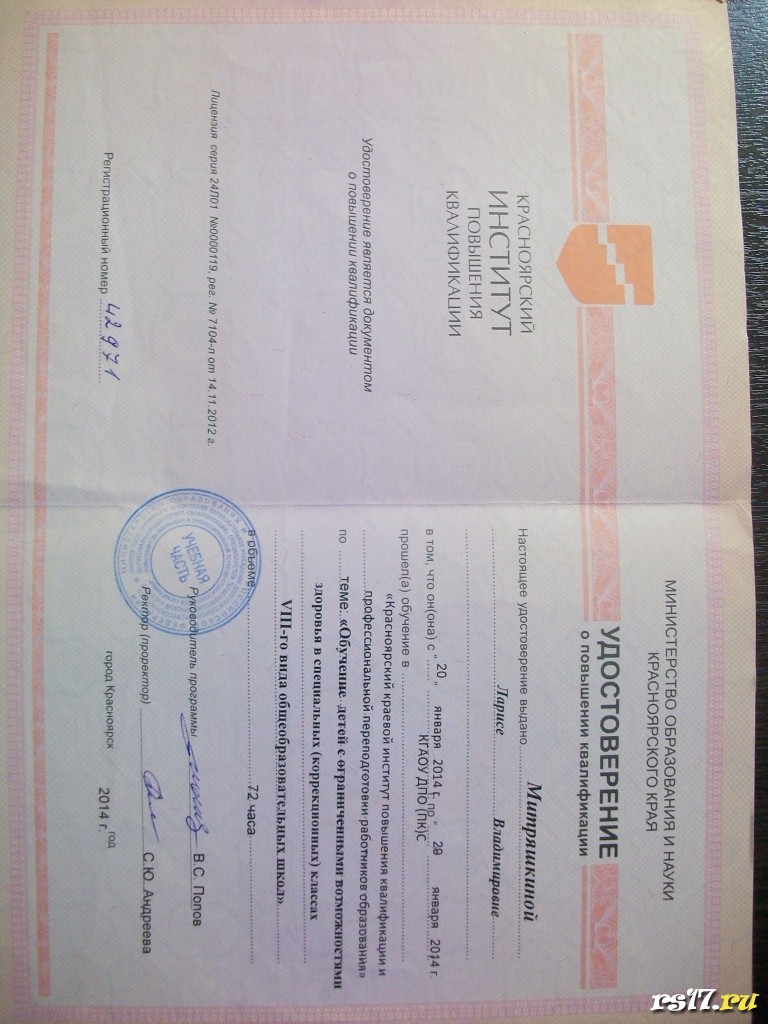 КРАСНОЯРСКИЙ
ИНСТИТУТ
ПОВЫШЕНИЯ
КВАЛИФИКАЦИИ
Удостоверение является документом
о повышении квалификации
Лицензия серия 24Л01 №0000119, рег. № 7104-л от 14.11.2012 г.
Регистрационный номер 42971
МИНИСТЕРСТВО ОБРАЗОВАНИЯ И НАУКИ
КРАСНОЯРСКОГО КРАЯ
УДОСТОВЕРЕНИЕ
о повышении квалификации
Настоящее удостоверение выдано Митряшкиной
Ларисе Владимировне
в том, что он(она) с " 20 " января 2014 г. по " 29 января 2014 г.
КГАОУ ДПО (ПК)С
прошел(а) обучение в
«Красноярский краевой институт повышения квалификации и
профессиональной переподготовки работников образования»
по теме: «Обучение детей с ограниченными возможностями
здоровья в специальных (коррекционных) классах
VIII-го вида общеобразовательных школ»
в объеме 72 часа
УЧЕБНАЯ
ЧАСТЬ
Руководитель программы В.С. Попов
Ректор (проректор) С.Ю. Андреева
город Красноярск 2014 г. год
rs17.ru